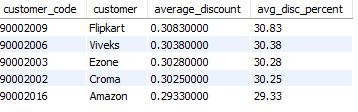 customer_code customer average_discount avg_disc_percent
90002009 Flipkart 0.30830000 30.83
90002006 Viveks 0.30380000 30.38
90002003 Ezone 0.30280000 30.28
90002002 Croma 0.30250000 30.25
90002016 Amazon 0.29330000 29.33